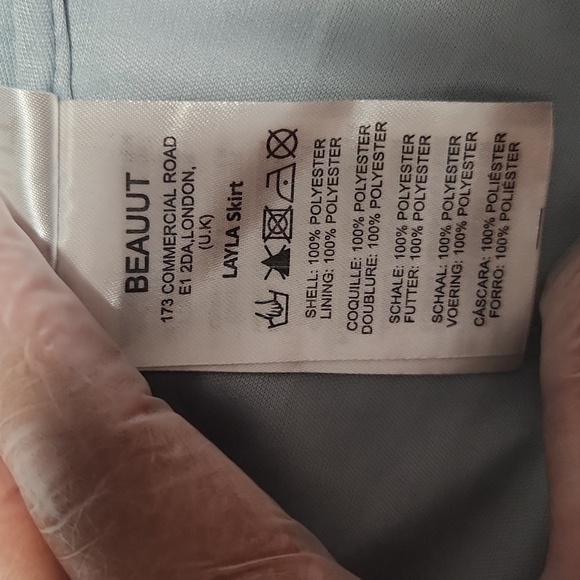 BEAUUT
173 COMMERCIAL ROAD
E1 2DA,LONDON,
(U.K)
LAYLA Skirt
SHELL: 100% POLYESTER
LINING: 100% POLYESTER
COQUILLE: 100% POLYESTER
DOUBLURE: 100% POLYESTER
SCHALE: 100% POLYESTER
FUTTER: 100% POLYESTER
SCHAAL: 100% POLYESTER
VOERING: 100% POLYESTER
CÁSCARA: 100% POLIÉSTER
FORRO: 100% POLIÉSTER